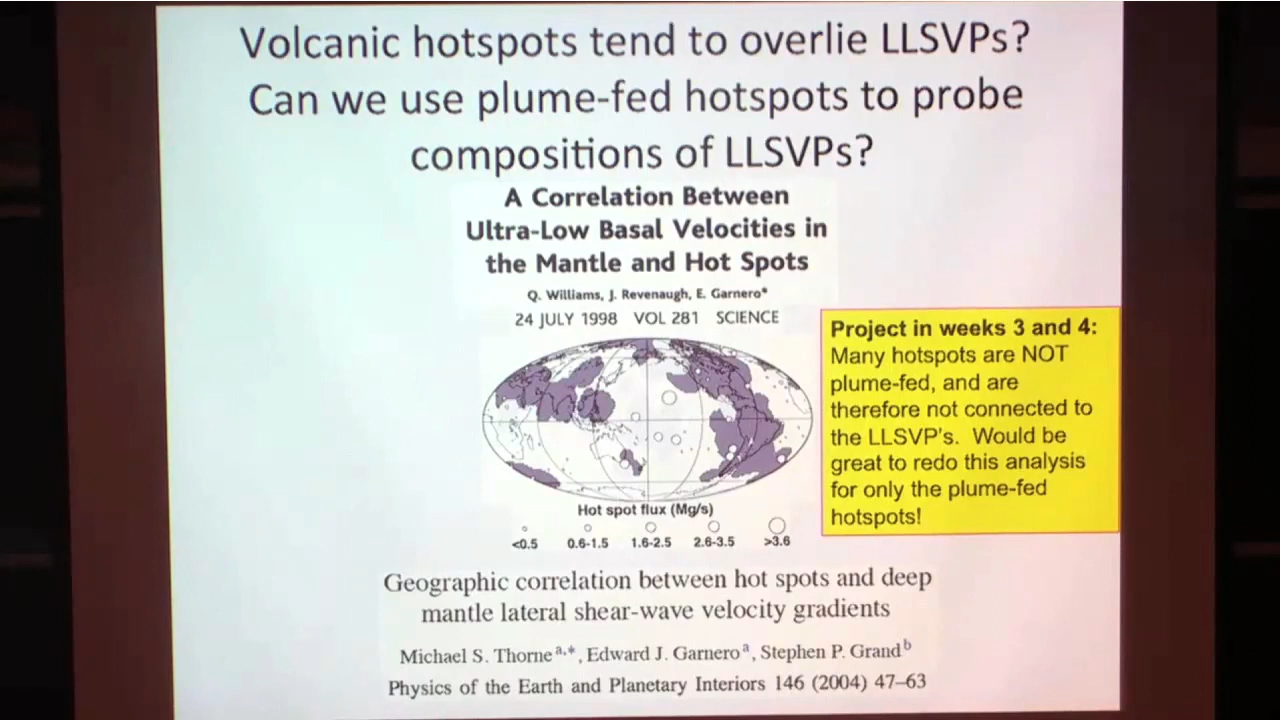 Volcanic hotspots tend to overlie LLSVPs?
Can we use plume-fed hotspots to probe
compositions of LLSVPs?
A Correlation Between
Ultra-Low Basal Velocities in
the Mantle and Hot Spots
Q. Williams, J. Revenaugh, E. Garnero*
24 JULY 1998 VOL 281 SCIENCE
Project in weeks 3 and 4:
Many hotspots are NOT
plume-fed, and are
therefore not connected to
the LLSVP's. Would be
great to redo this analysis
for only the plume-fed
hotspots!
Hot spot flux (Mg/s)
<0.5 0.6-1.5 1.6-2.5 2.6-3.5 >3.6
Geographic correlation between hot spots and deep
mantle lateral shear-wave velocity gradients
Michael S. Thorne a,*, Edward J. Garnero a, Stephen P. Grand b
Physics of the Earth and Planetary Interiors 146 (2004) 47–63